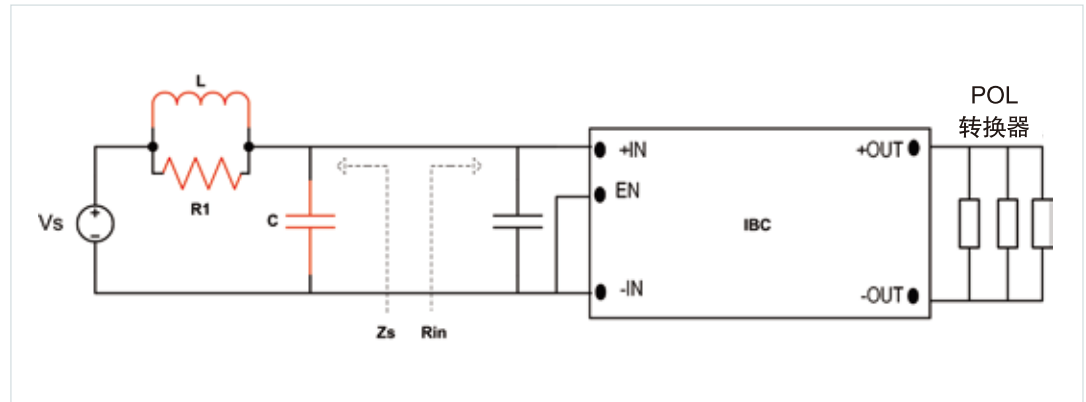 L
R1
Vs
+
−
C
Zs
Rin
+IN
EN
-IN
IBC
+OUT
-OUT
POL
转换器